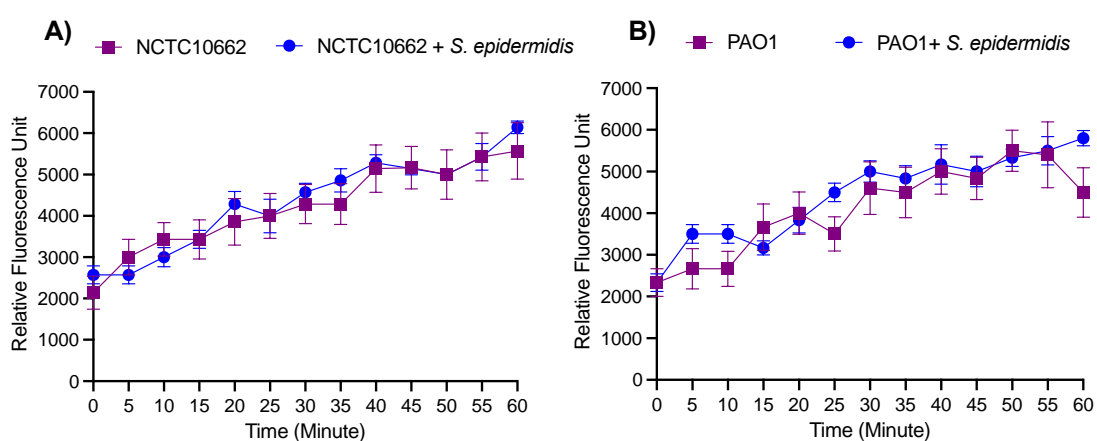 A)
NCTC10662
NCTC10662 + S. epidermidis
Relative Fluorescence Unit
7000
6000
5000
4000
3000
2000
1000
0
0 5 10 15 20 25 30 35 40 45 50 55 60
Time (Minute)
B)
PAO1
PAO1+ S. epidermidis
Relative Fluorescence Unit
7000
6000
5000
4000
3000
2000
1000
0
0 5 10 15 20 25 30 35 40 45 50 55 60
Time (Minute)